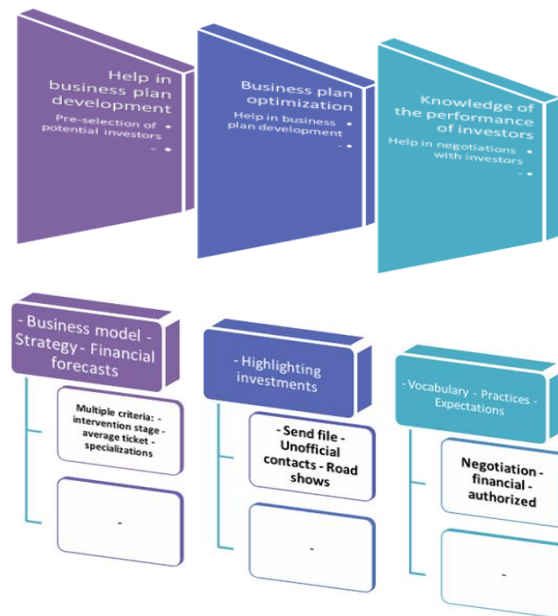 Help in
business plan
development
Pre-selection of •
potential investors
- •
Business plan
optimization
Help in business •
plan development
- •
Knowledge of
the performance
of investors
Help in negotiations •
with investors
- •
- Business model -
Strategy - Financial
forecasts
Multiple criteria: -
intervention stage -
average ticket -
specializations
-
- Highlighting
investments
- Send file -
Unofficial
contacts - Road
shows
-
- Vocabulary - Practices -
Expectations
Negotiation -
financial -
authorized
-